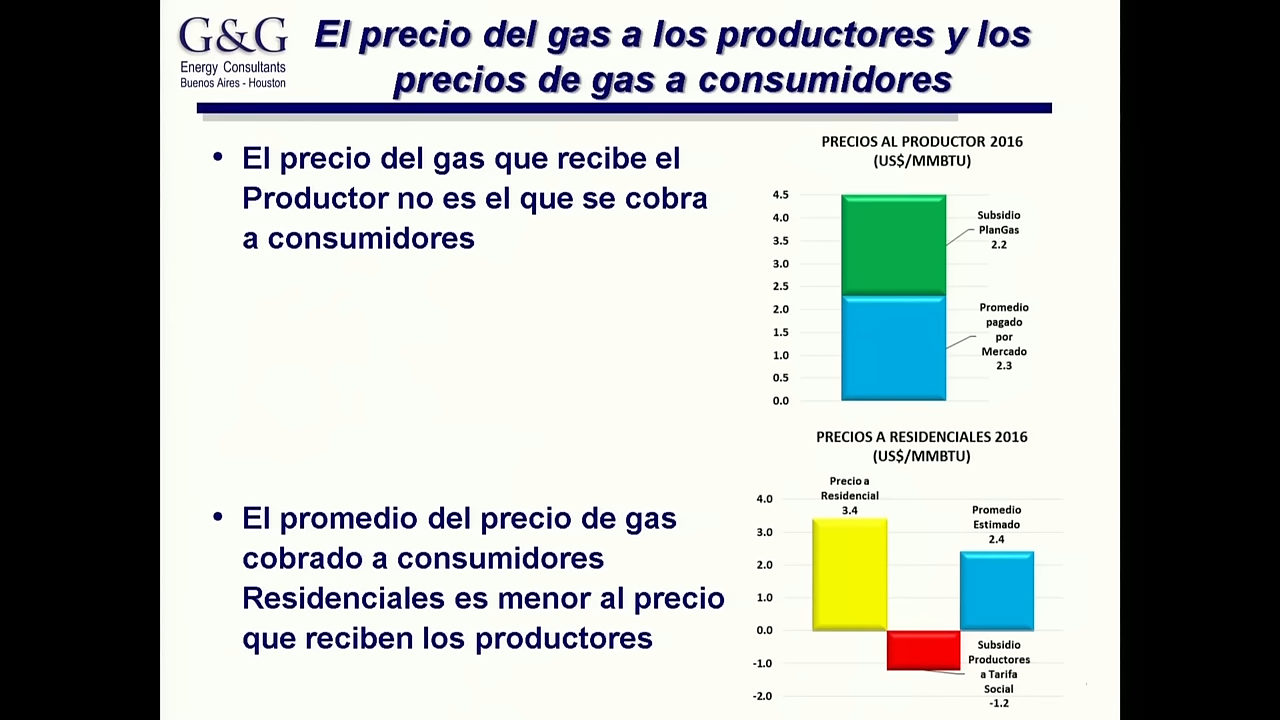 G&G
Energy Consultants
Buenos Aires - Houston
El precio del gas a los productores y los
precios de gas a consumidores
• El precio del gas que recibe el
Productor no es el que se cobra
a consumidores
PRECIOS AL PRODUCTOR 2016
(US$/MMBTU)
4.5
4.0
3.5
3.0
2.5
2.0
1.5
1.0
0.5
0.0
Subsidio
PlanGas
2.2
Promedio
pagado
por
Mercado
2.3
• El promedio del precio de gas
cobrado a consumidores
Residenciales es menor al precio
que reciben los productores
PRECIOS A RESIDENCIALES 2016
(US$/MMBTU)
4.0
3.0
2.0
1.0
0.0
-1.0
-2.0
Precio a
Residencial
3.4
Promedio
Estimado
2.4
Subsidio
Productores
a Tarifa
Social
-1.2